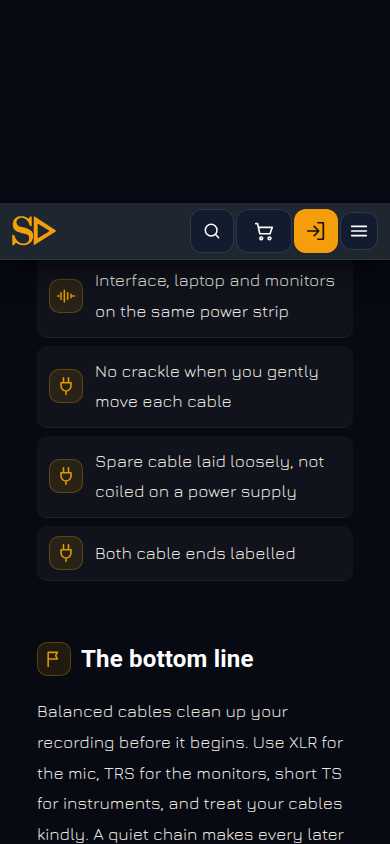 SD
Interface, laptop and monitors
on the same power strip
No crackle when you gently
move each cable
Spare cable laid loosely, not
coiled on a power supply
Both cable ends labelled
The bottom line
Balanced cables clean up your
recording before it begins. Use XLR for
the mic, TRS for the monitors, short TS
for instruments, and treat your cables
kindly. A quiet chain makes every later